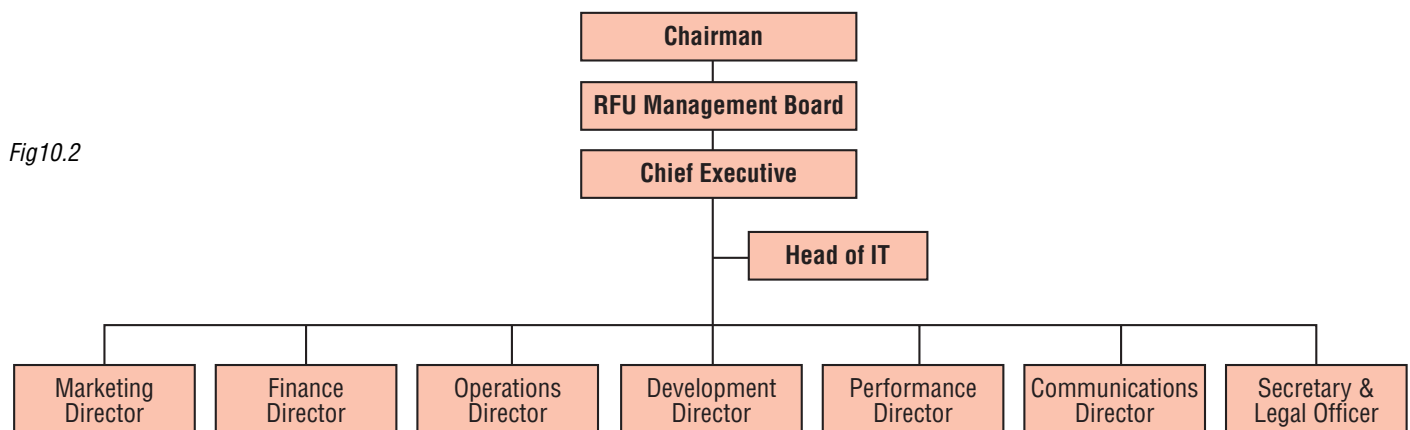 Chairman
RFU Management Board
Fig10.2
Chief Executive
Head of IT
Marketing
Director
Finance
Director
Operations
Director
Development
Director
Performance
Director
Communications
Director
Secretary &
Legal Officer